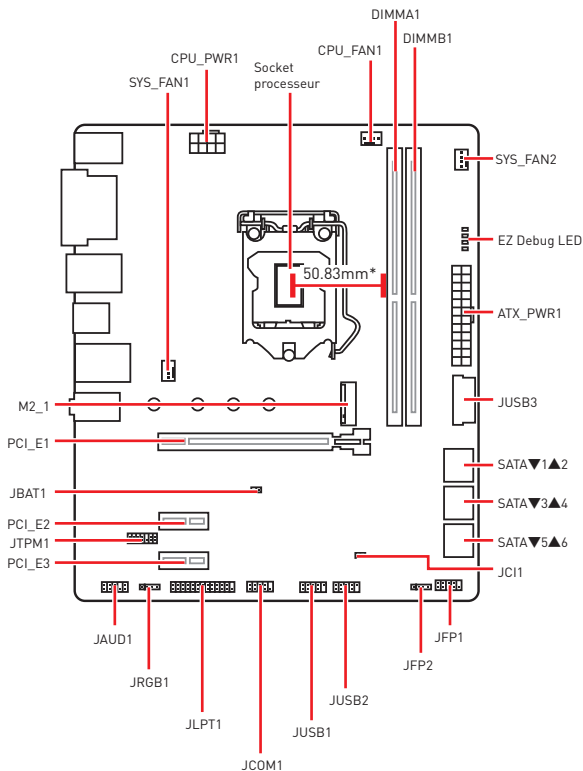 DIMMA1
DIMMB1
CPU_FAN1
CPU_PWR1
Socket
processeur
SYS_FAN1
SYS_FAN2
EZ Debug LED
50.83mm*
ATX_PWR1
M2_1
JUSB3
PCI_E1
SATA▼1▲2
JBAT1
SATA▼3▲4
PCI_E2
JTPM1
SATA▼5▲6
PCI_E3
JCI1
JAUD1
JFP1
JFP2
JRGB1
JUSB2
JLPT1
JUSB1
JCOM1